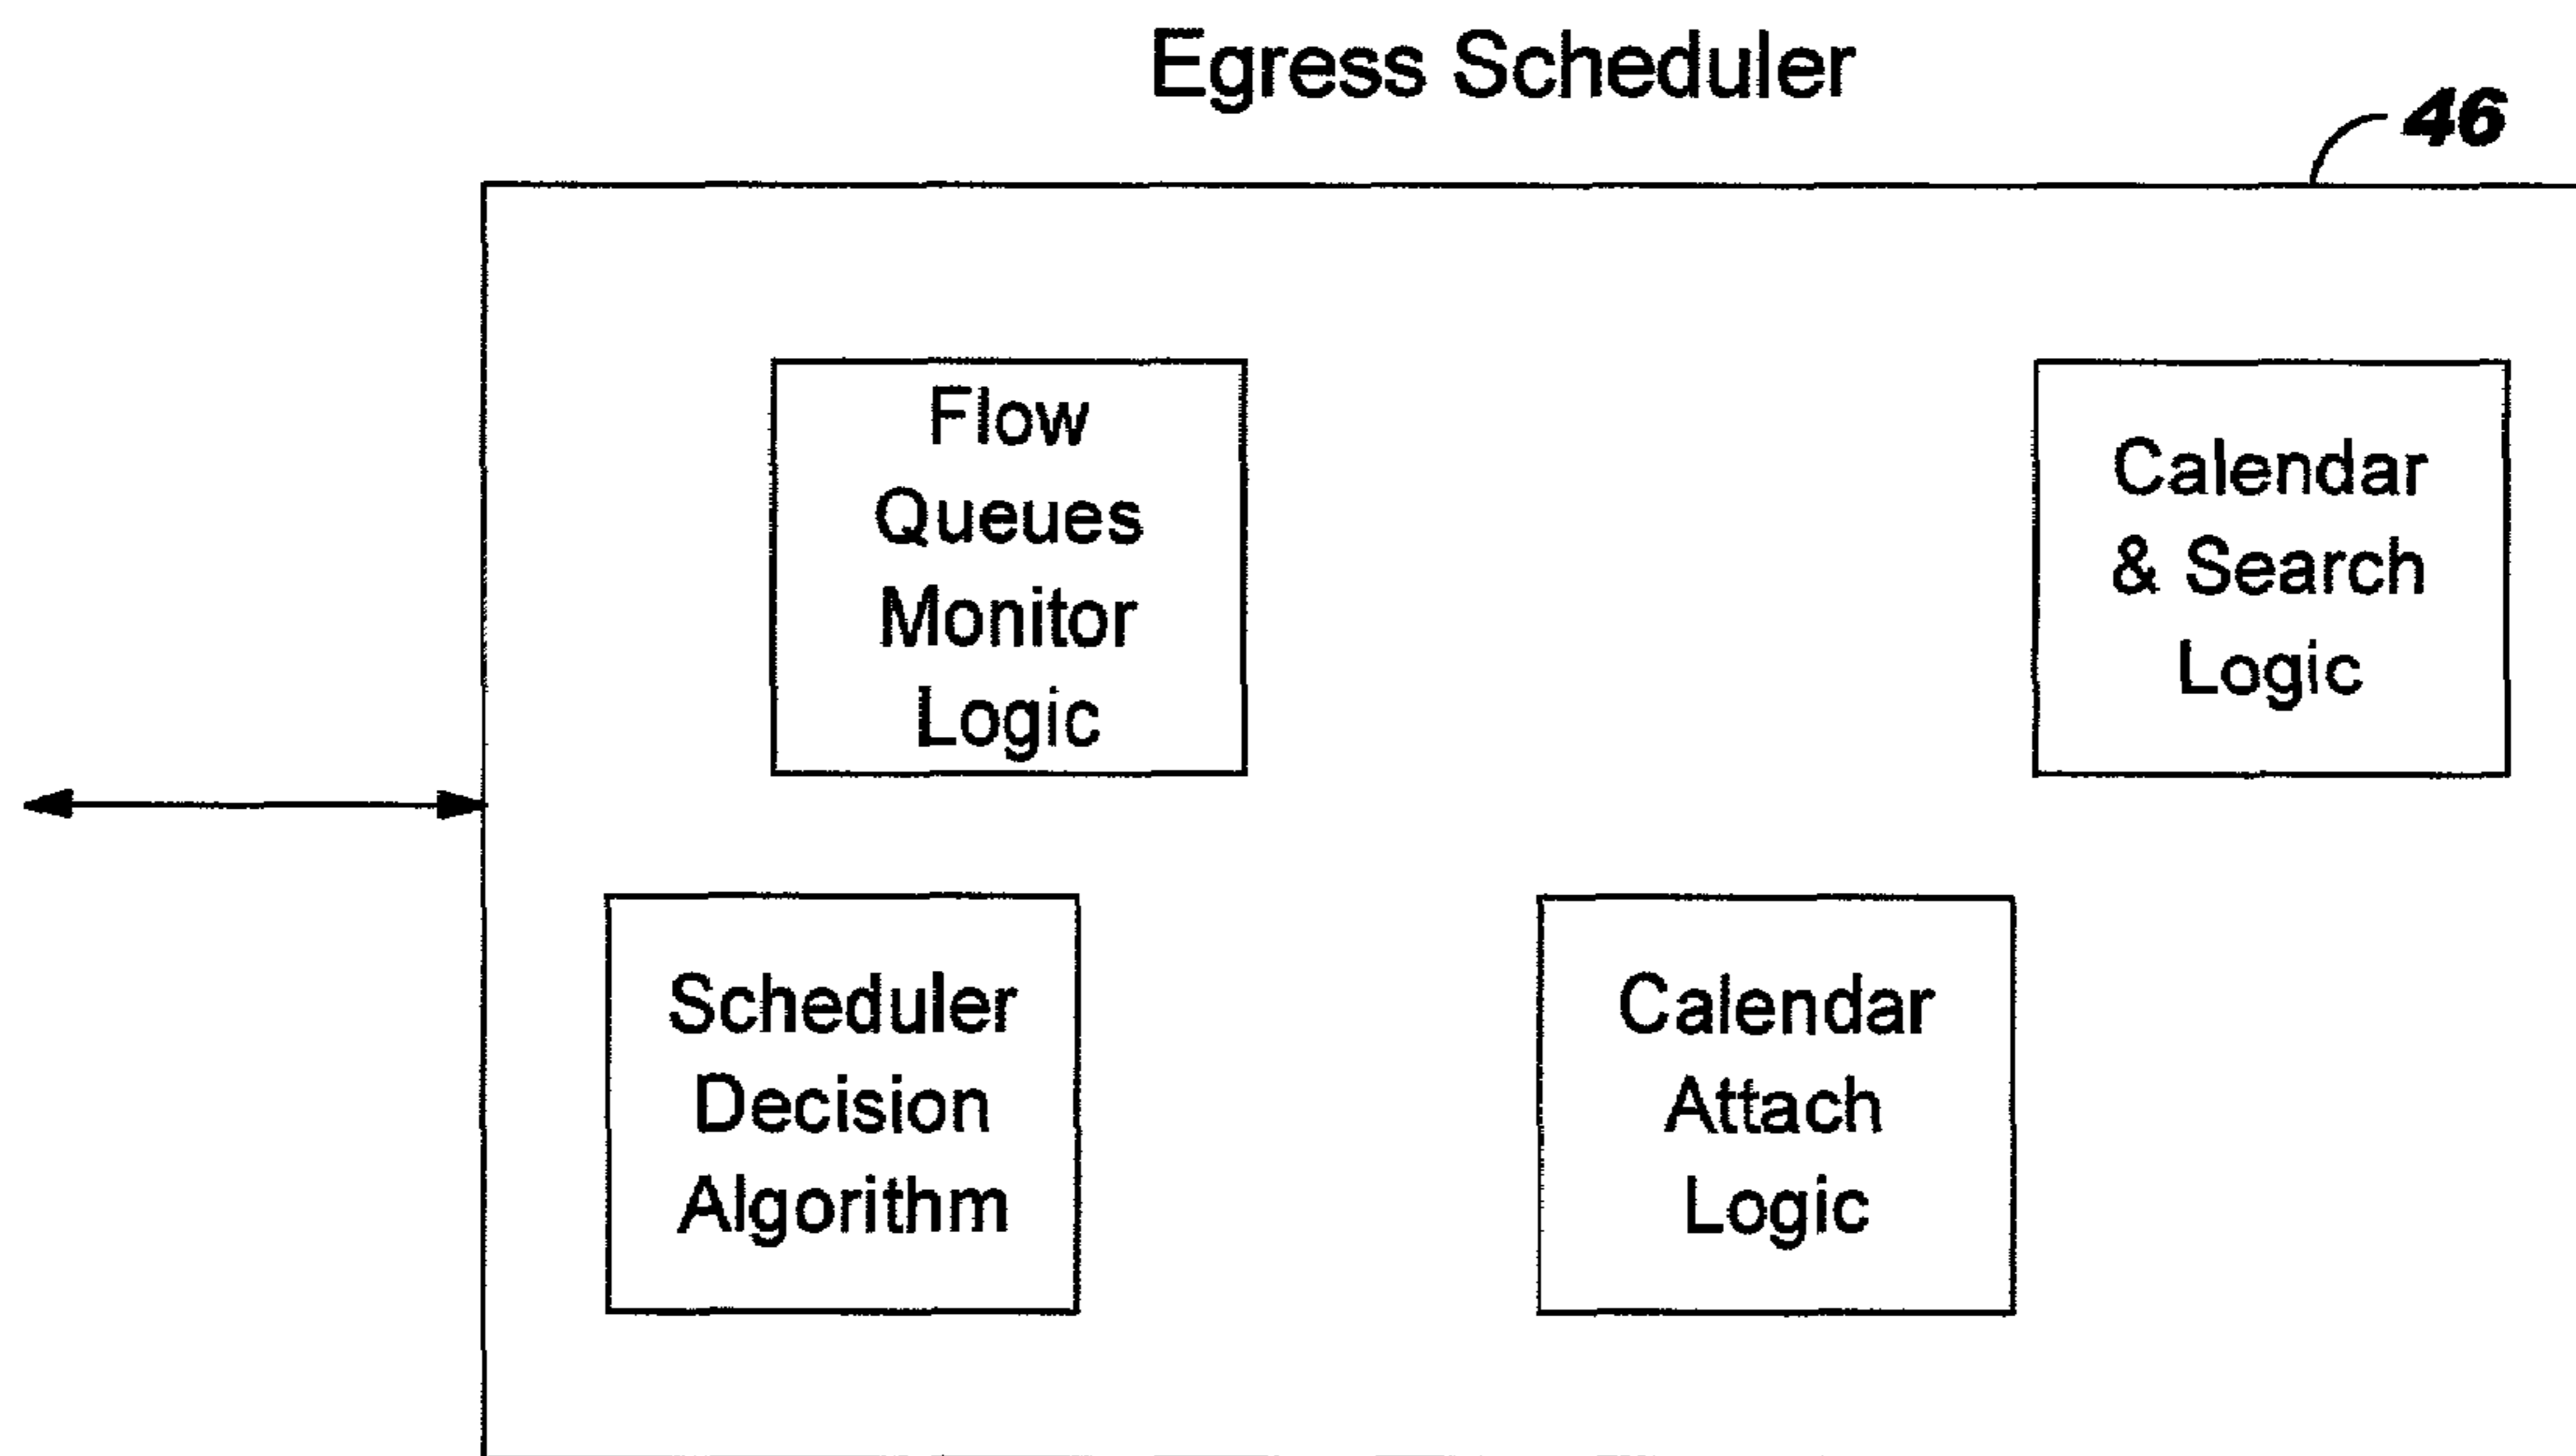 Egress Scheduler
46
Flow
Queues
Monitor
Logic
Calendar
& Search
Logic
Scheduler
Decision
Algorithm
Calendar
Attach
Logic